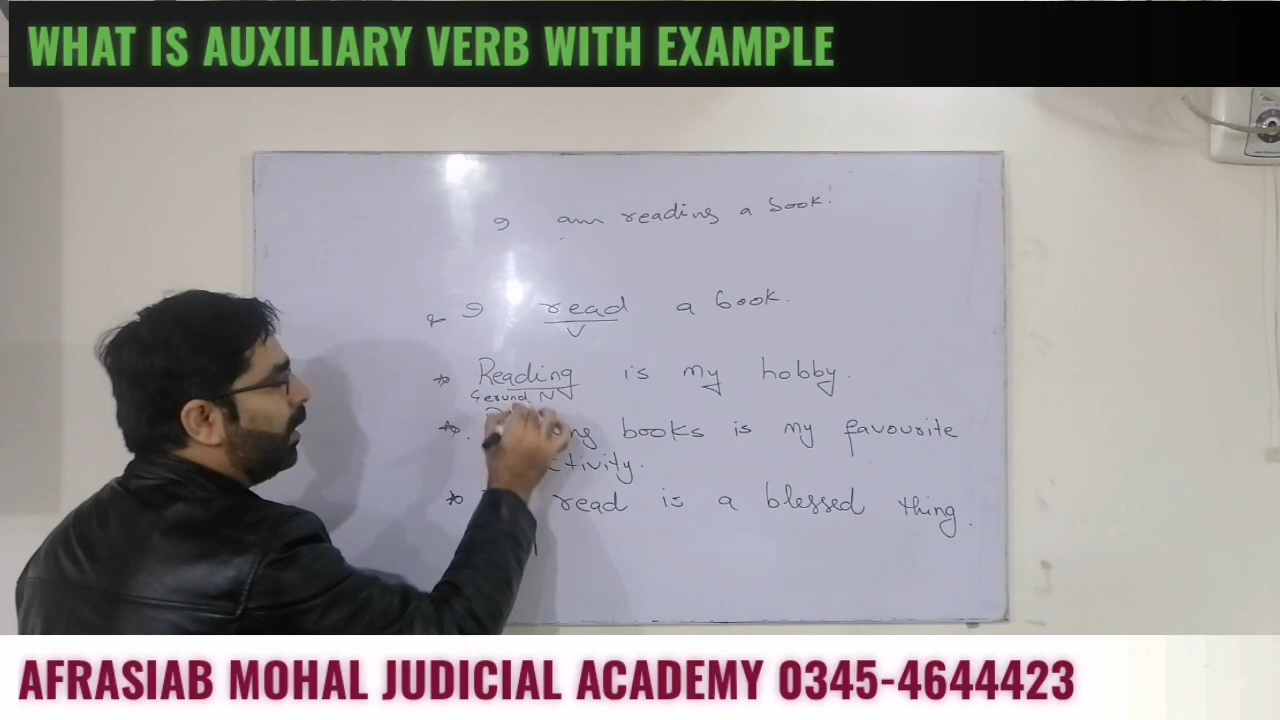 WHAT IS AUXILIARY VERB WITH EXAMPLE
I am reading a book.
I read a book.
V
Reading is my hobby.
Gerund N
books is my favourite
read is a blessed thing.
AFRASIAB MOHAL JUDICIAL ACADEMY 0345-4644423